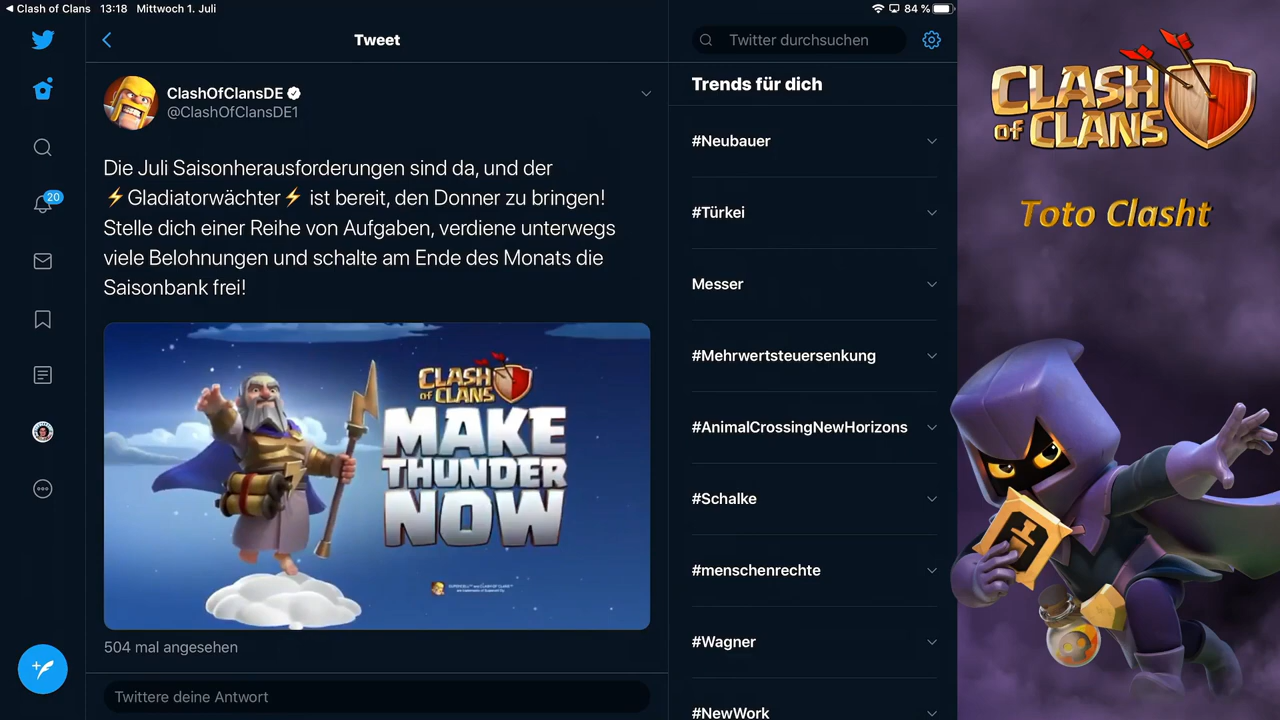 Clash of Clans 13:18 Mittwoch 1. Juli 84 %
Tweet
Twitter durchsuchen
ClashOfClansDE
@ClashOfClansDE1
20
Die Juli Saisonherausforderungen sind da, und der
⚡Gladiatorwächter⚡ ist bereit, den Donner zu bringen!
Stelle dich einer Reihe von Aufgaben, verdiene unterwegs
viele Belohnungen und schalte am Ende des Monats die
Saisonbank frei!
CLASH
OF CLANS
MAKE
THUNDER
NOW
504 mal angesehen
Twittere deine Antwort
Trends für dich
#Neubauer
#Türkei
Messer
#Mehrwertsteuersenkung
#AnimalCrossingNewHorizons
#Schalke
#menschenrechte
#Wagner
#NewWork
CLASH
OF CLANS
Toto Clasht